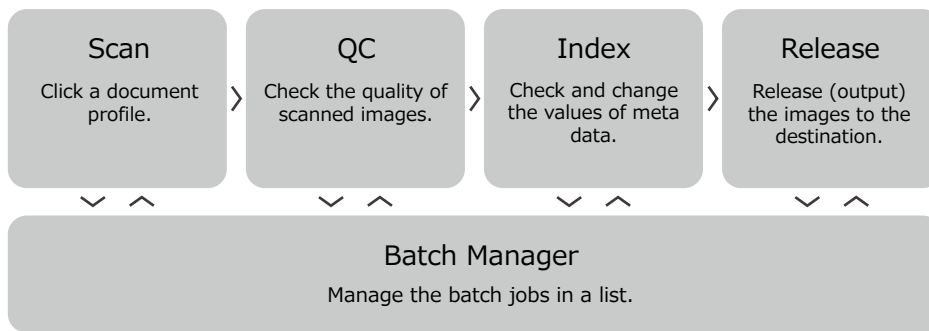 Scan
Click a document
profile.
QC
Check the quality of
scanned images.
Index
Check and change
the values of meta
data.
Release
Release (output)
the images to the
destination.
Batch Manager
Manage the batch jobs in a list.